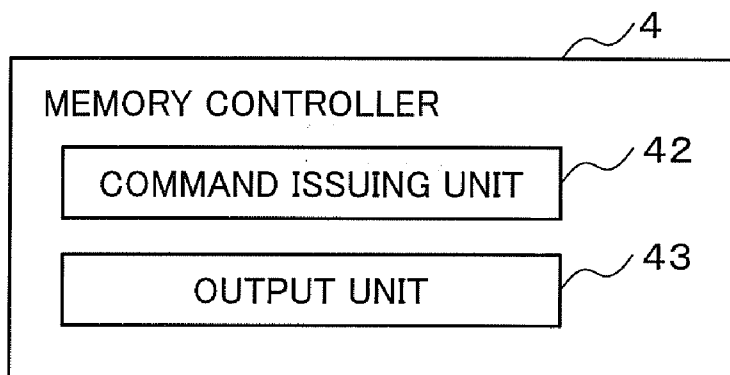 4
MEMORY CONTROLLER
COMMAND ISSUING UNIT
42
OUTPUT UNIT
43